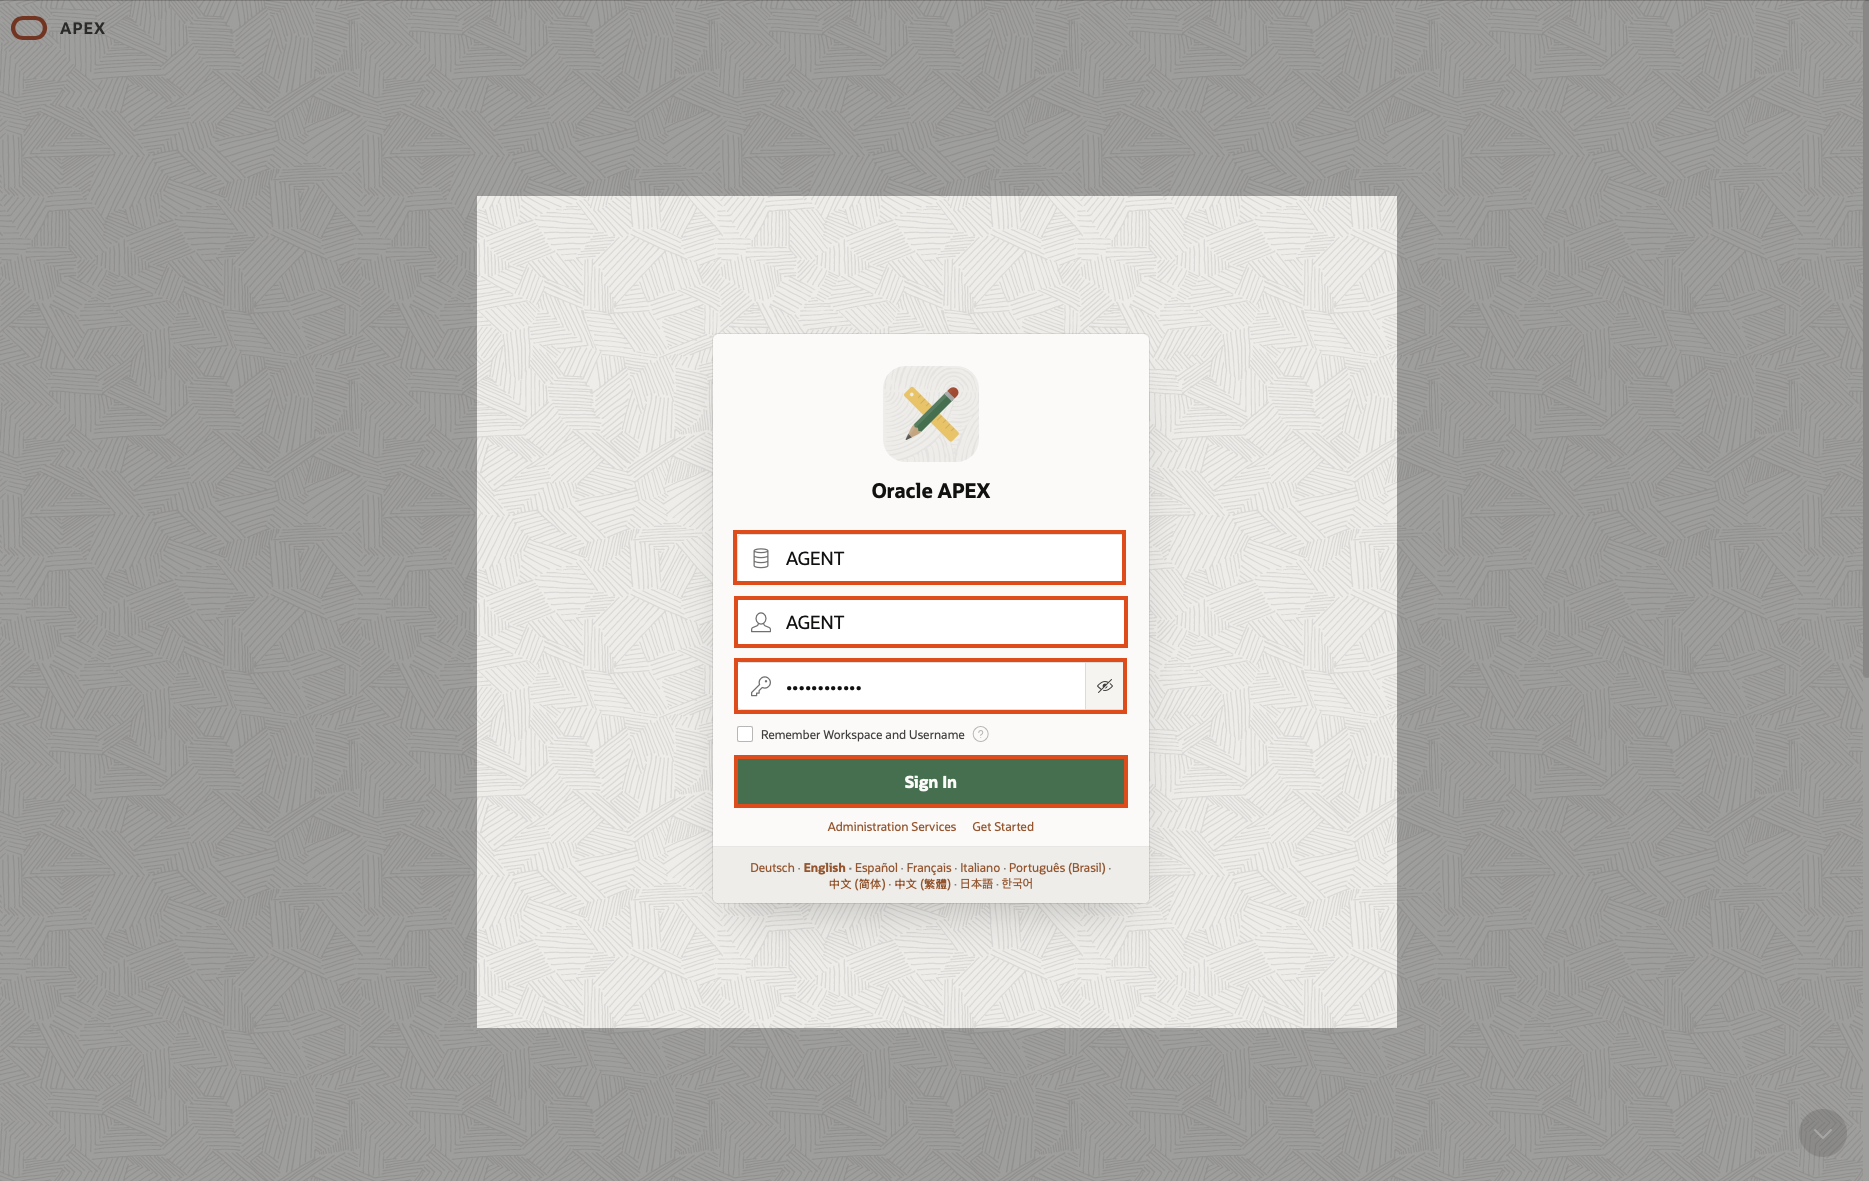 APEX
Oracle APEX
AGENT
AGENT
••••••••••••
Remember Workspace and Username ?
Sign In
Administration Services Get Started
Deutsch · English · Español · Français · Italiano · Português (Brasil) ·
中文 (简体) · 中文 (繁體) · 日本語 · 한국어